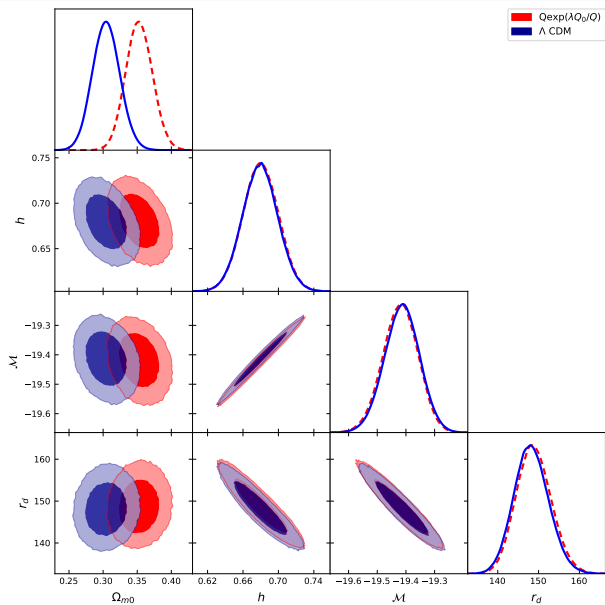 Qexp(λQ₀/Q)
Λ CDM
0.75
0.70
0.65
h
−19.3
−19.4
−19.5
−19.6
ℳ
160
150
140
r_d
0.25 0.30 0.35 0.40
0.62 0.66 0.70 0.74
−19.6 −19.5 −19.4 −19.3
140 150 160
Ω_{m0} h ℳ r_d